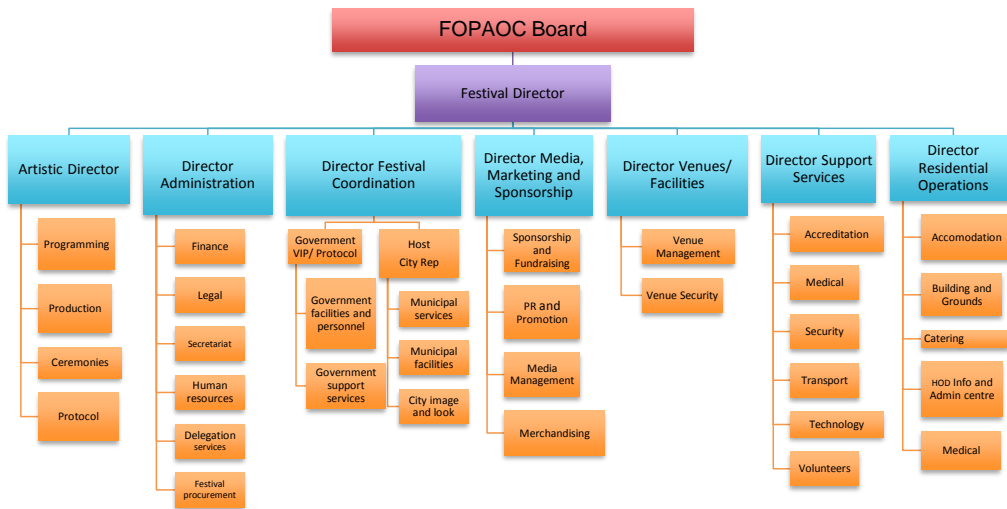 FOPAOC Board
Festival Director
Artistic Director
Programming
Production
Ceremonies
Protocol
Director
Administration
Finance
Legal
Secretariat
Human
resources
Delegation
services
Festival
procurement
Director Festival
Coordination
Government
VIP/ Protocol
Government
facilities and
personnel
Government
support
services
Host
City Rep
Municipal
services
Municipal
facilities
City image
and look
Director Media,
Marketing and
Sponsorship
Sponsorship
and
Fundraising
PR and
Promotion
Media
Management
Merchandising
Director Venues/
Facilities
Venue
Management
Venue Security
Director Support
Services
Accreditation
Medical
Security
Transport
Technology
Volunteers
Director
Residential
Operations
Accomodation
Building and
Grounds
Catering
HOD Info and
Admin centre
Medical